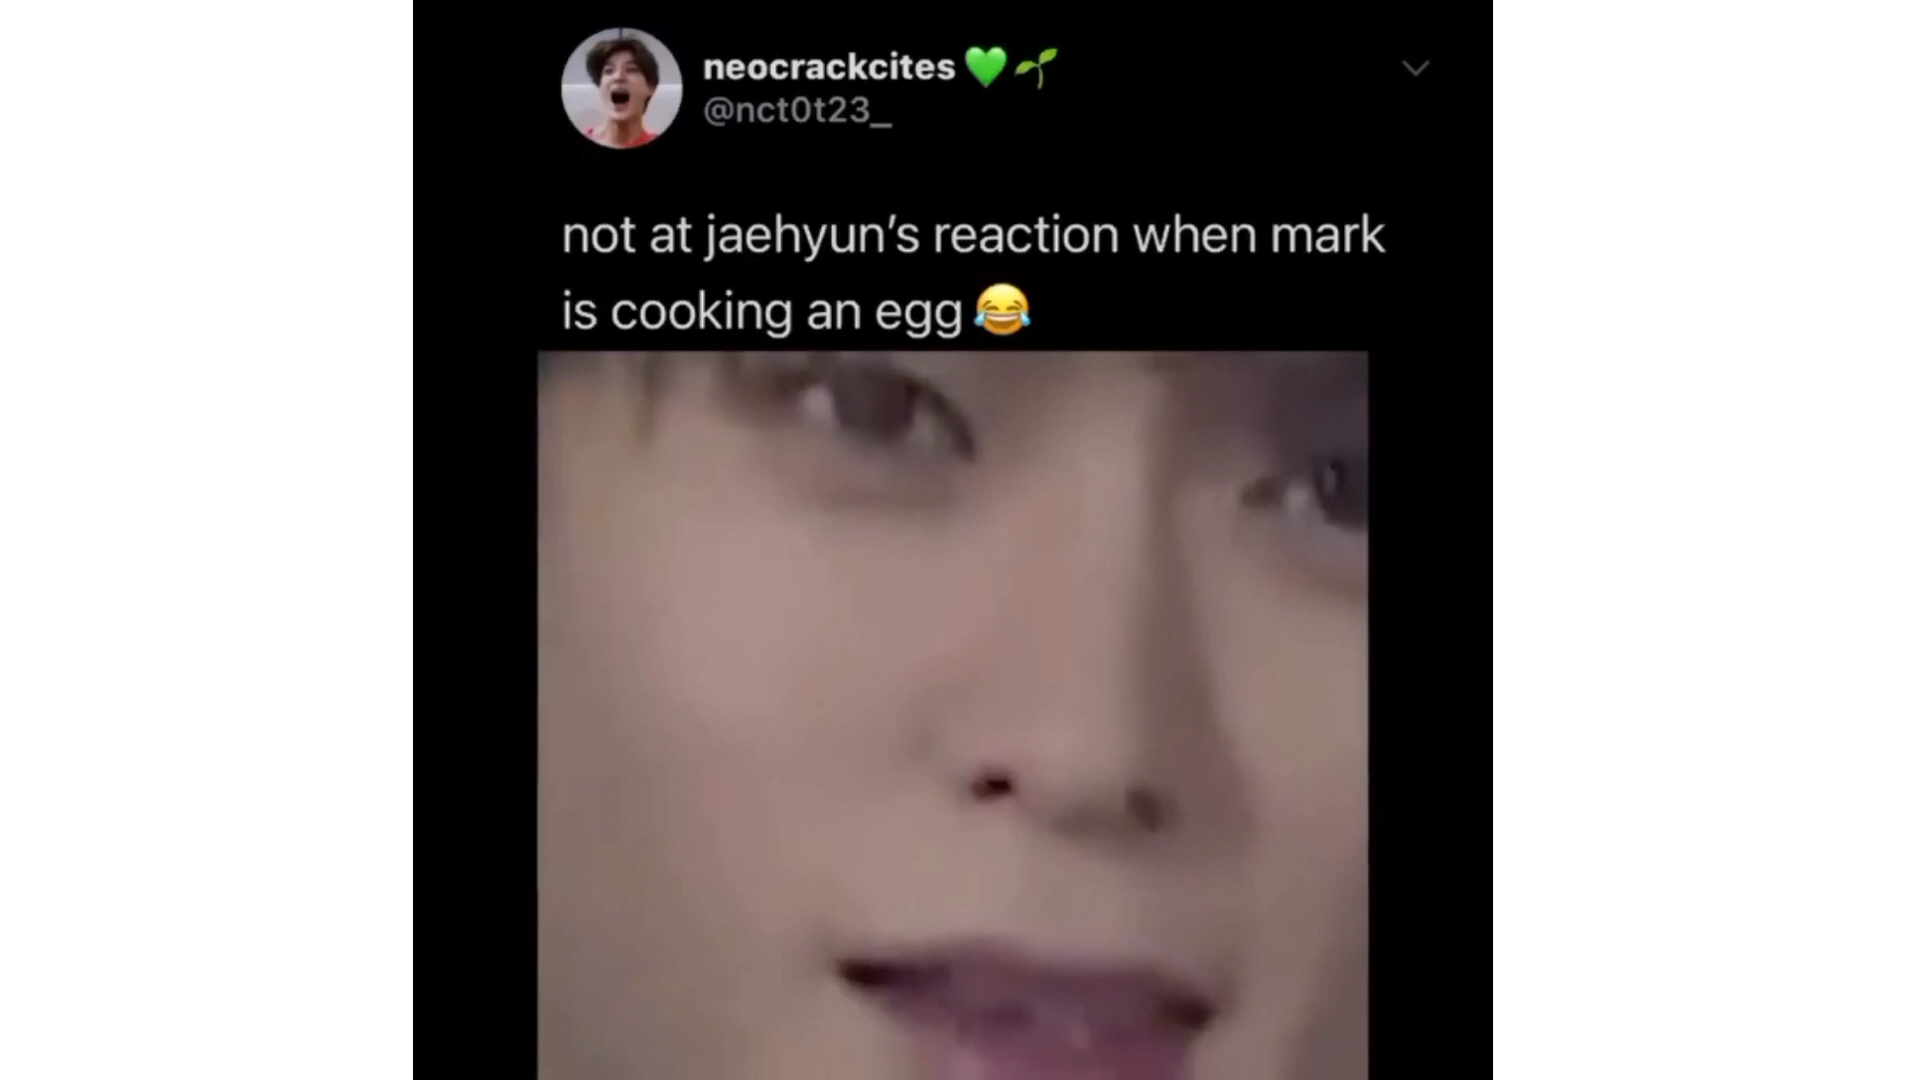 neocrackcites 💚🌱
@nct0t23_
not at jaehyun’s reaction when mark
is cooking an egg 😂